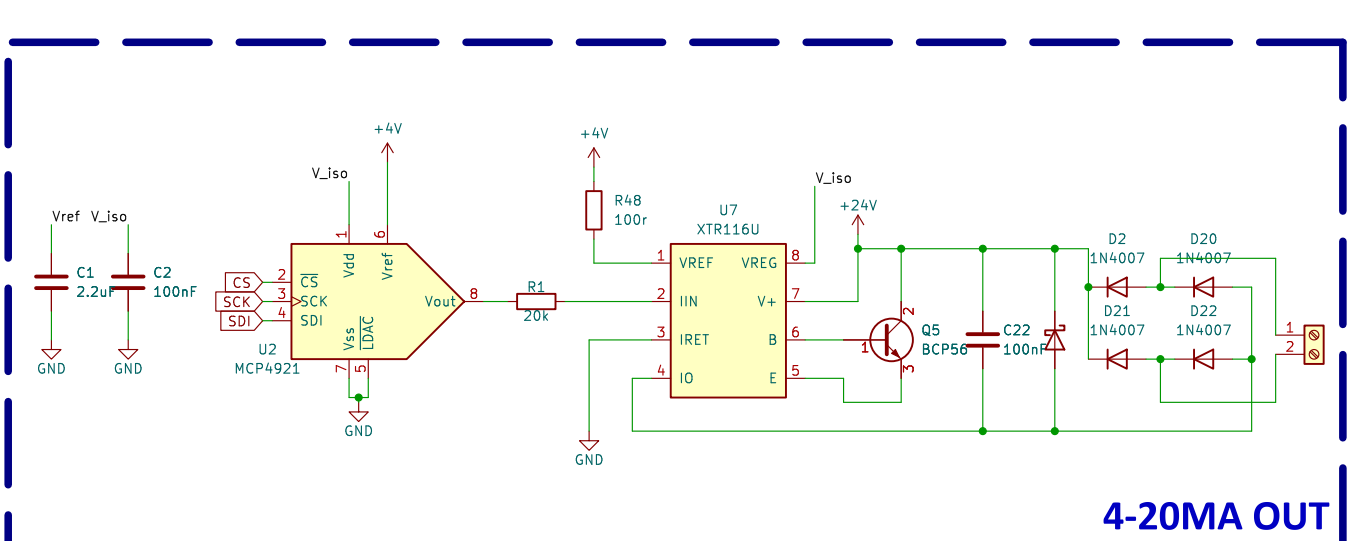 Vref V_iso
C1
2.2uF
C2
100nF
GND
GND
V_iso
+4V
1
6
Vdd
Vref
CS
SCK
SDI
2
3
4
CS
SCK
SDI
Vout
8
Vss
LDAC
7
5
U2
MCP4921
GND
R1
20k
+4V
R48
100r
U7
XTR116U
1
2
3
4
VREF
IIN
IRET
IO
VREG
V+
B
E
8
7
6
5
GND
V_iso
+24V
1
2
3
Q5
BCP56
C22
100nF
D2
1N4007
D20
1N4007
D21
1N4007
D22
1N4007
1
2
4-20MA OUT